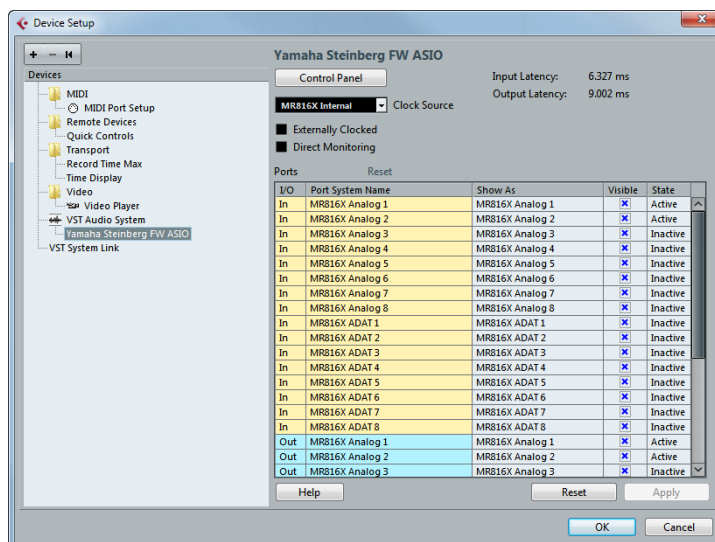 Device Setup
Devices
MIDI
MIDI Port Setup
Remote Devices
Quick Controls
Transport
Record Time Max
Time Display
Video
Video Player
VST Audio System
Yamaha Steinberg FW ASIO
VST System Link
Yamaha Steinberg FW ASIO
Control Panel
Input Latency: 6.327 ms
Output Latency: 9.002 ms
MR816X Internal Clock Source
Externally Clocked
Direct Monitoring
Ports Reset
I/O Port System Name Show As Visible State
In MR816X Analog 1 MR816X Analog 1 Active
In MR816X Analog 2 MR816X Analog 2 Active
In MR816X Analog 3 MR816X Analog 3 Inactive
In MR816X Analog 4 MR816X Analog 4 Inactive
In MR816X Analog 5 MR816X Analog 5 Inactive
In MR816X Analog 6 MR816X Analog 6 Inactive
In MR816X Analog 7 MR816X Analog 7 Inactive
In MR816X Analog 8 MR816X Analog 8 Inactive
In MR816X ADAT 1 MR816X ADAT 1 Inactive
In MR816X ADAT 2 MR816X ADAT 2 Inactive
In MR816X ADAT 3 MR816X ADAT 3 Inactive
In MR816X ADAT 4 MR816X ADAT 4 Inactive
In MR816X ADAT 5 MR816X ADAT 5 Inactive
In MR816X ADAT 6 MR816X ADAT 6 Inactive
In MR816X ADAT 7 MR816X ADAT 7 Inactive
In MR816X ADAT 8 MR816X ADAT 8 Inactive
Out MR816X Analog 1 MR816X Analog 1 Active
Out MR816X Analog 2 MR816X Analog 2 Active
Out MR816X Analog 3 MR816X Analog 3 Inactive
Help Reset Apply
OK Cancel